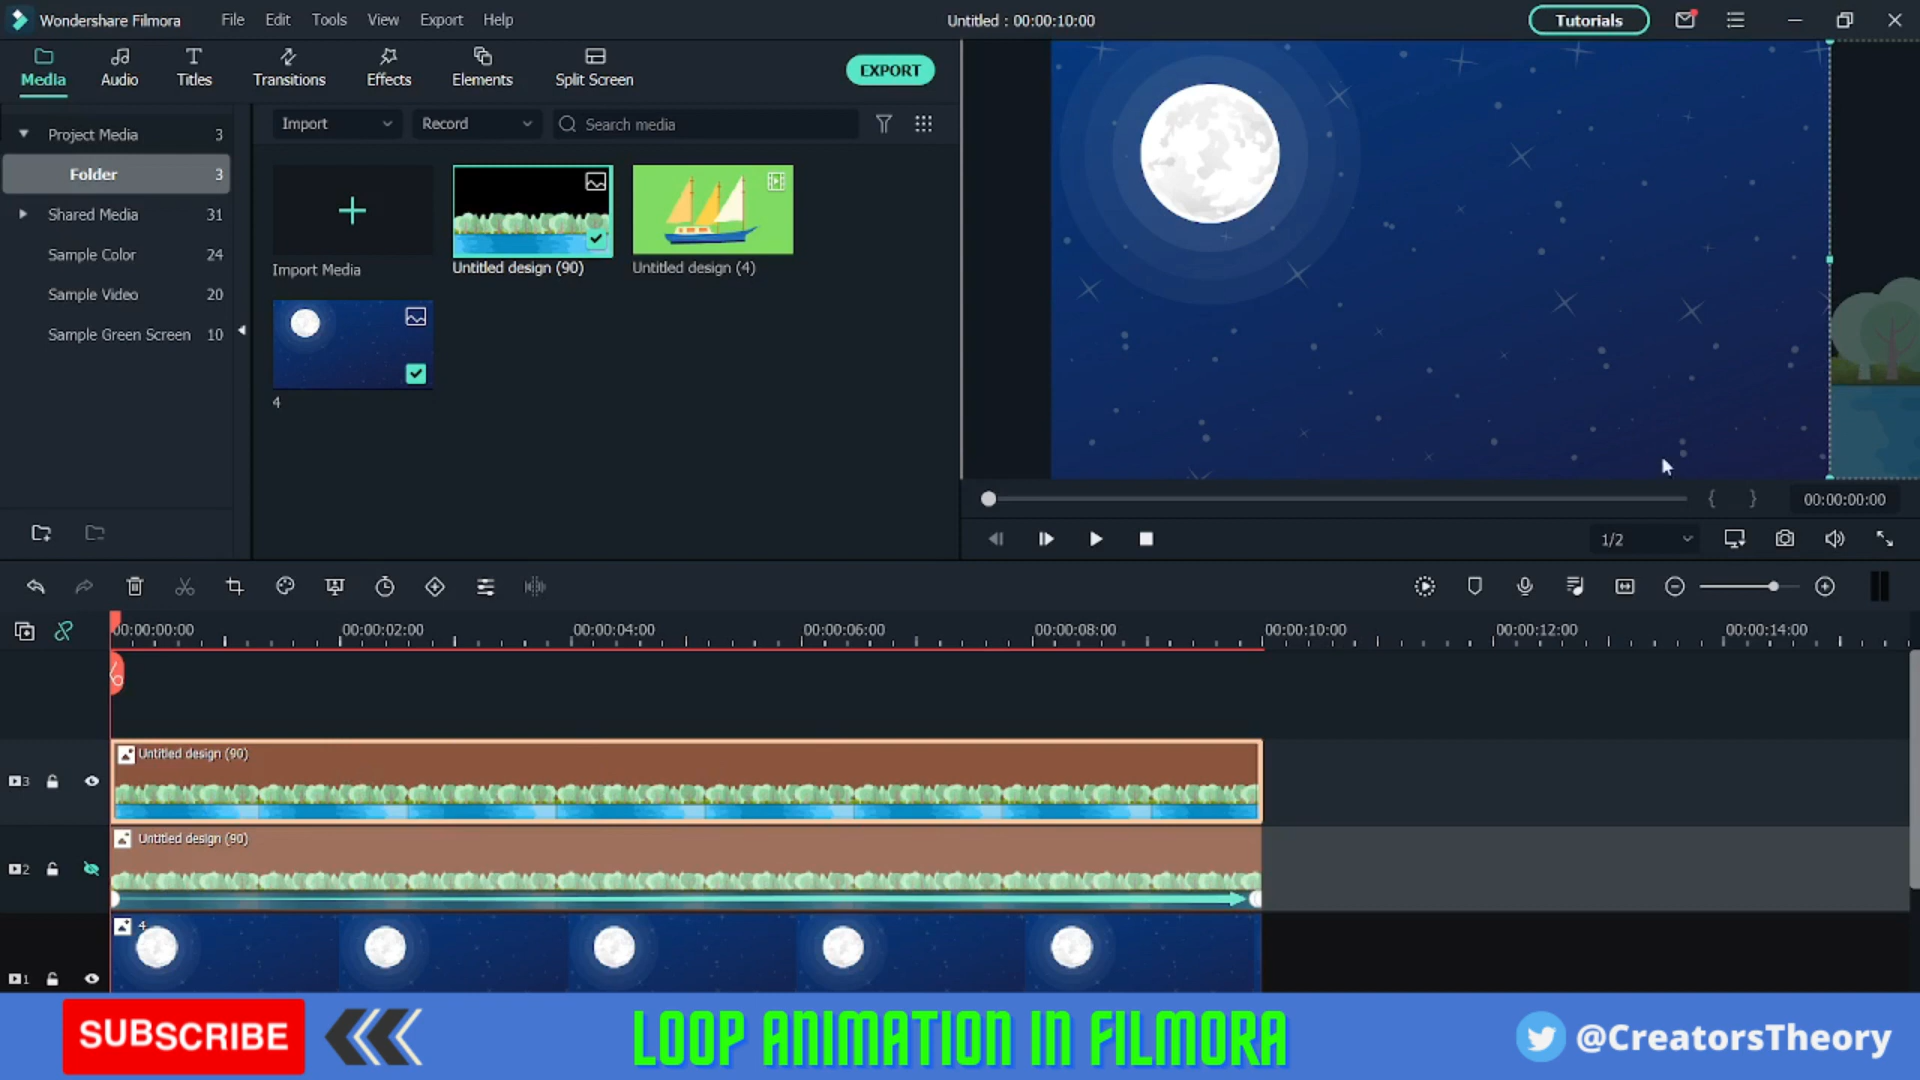 Wondershare Filmora
File
Edit
Tools
View
Export
Help
Untitled : 00:00:10:00
Tutorials
Media
Audio
Titles
Transitions
Effects
Elements
Split Screen
EXPORT
Project Media 3
Folder 3
Shared Media 31
Sample Color 24
Sample Video 20
Sample Green Screen 10
Import
Record
Search media
Import Media
Untitled design (90)
Untitled design (4)
4
00:00:00:00
1/2
00:00:00:00
00:00:02:00
00:00:04:00
00:00:06:00
00:00:08:00
00:00:10:00
00:00:12:00
00:00:14:00
3
Untitled design (90)
2
Untitled design (90)
1
4
SUBSCRIBE
LOOP ANIMATION IN FILMORA
@CreatorsTheory